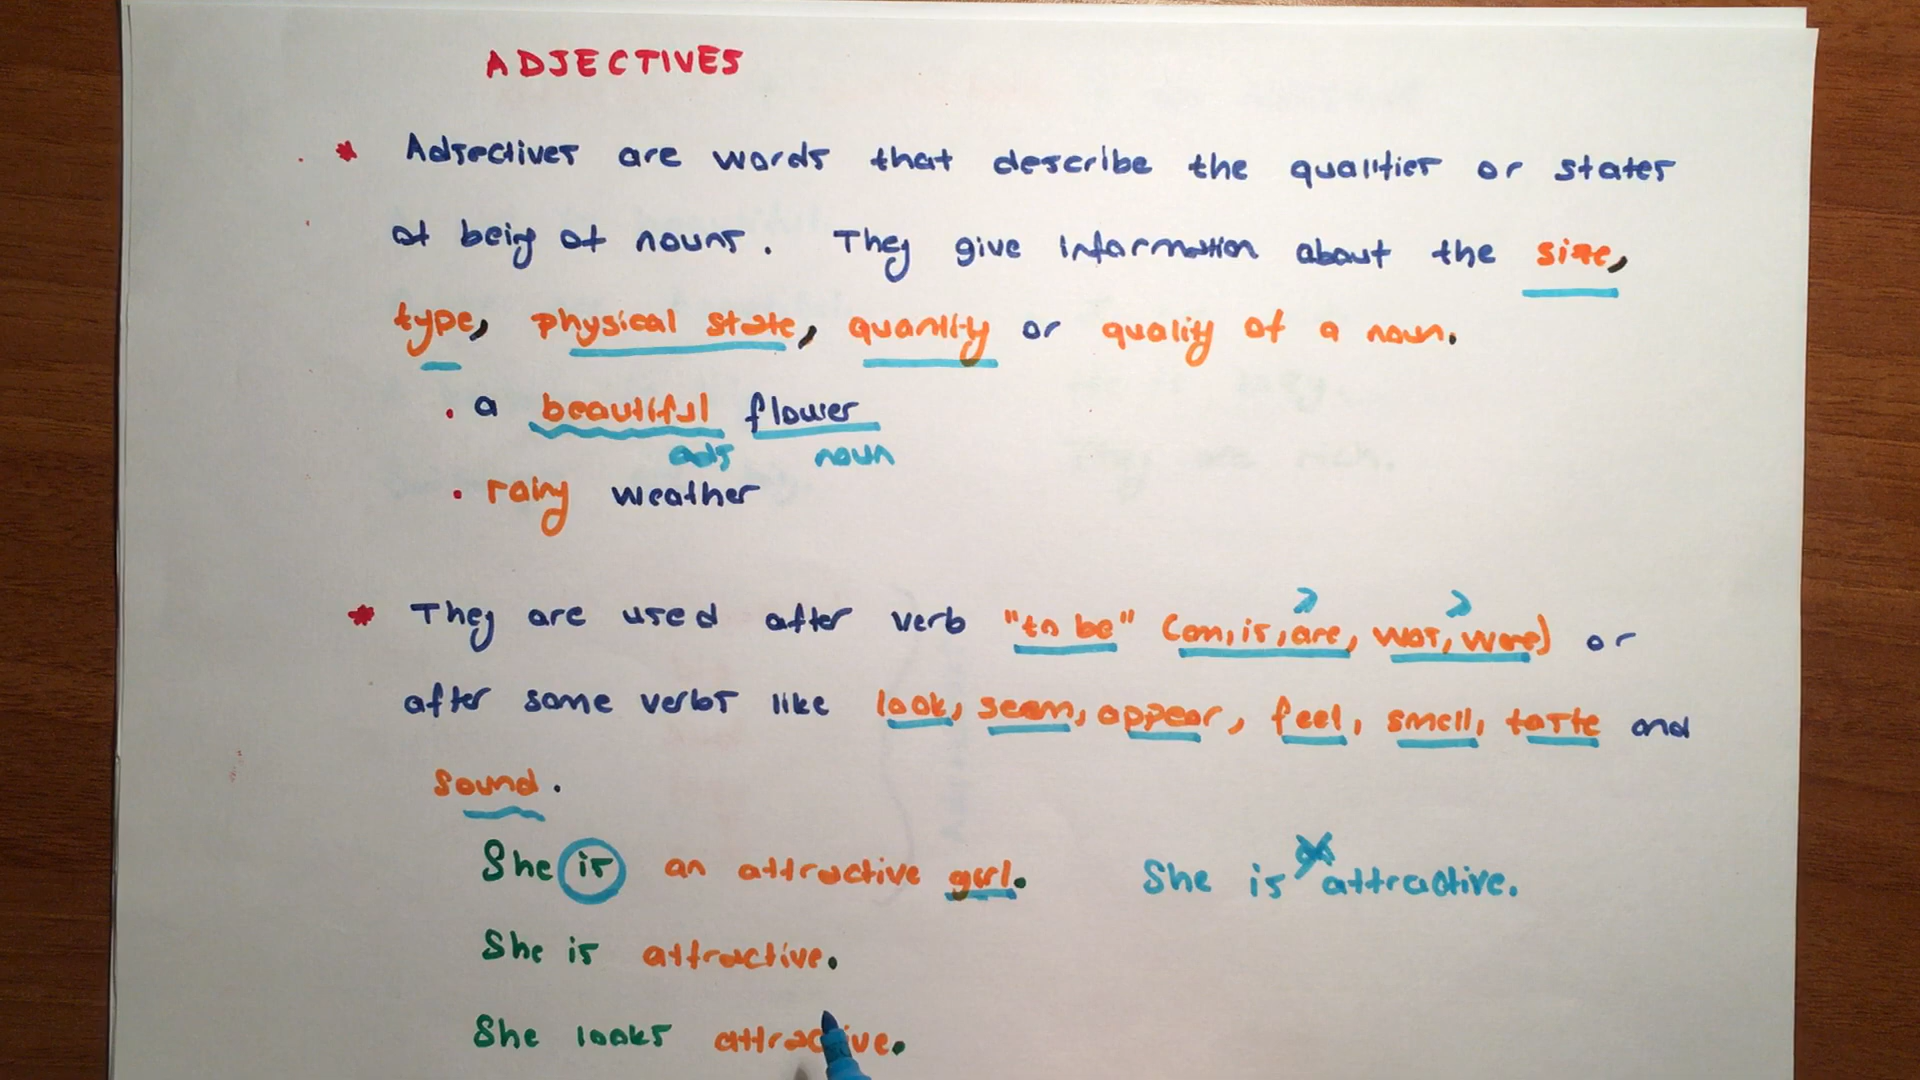 ADJECTIVES
* Adjectives are words that describe the qualities or states
of being of nouns. They give information about the size,
type, physical state, quantity or quality of a noun.
. a beautiful flower
adj noun
. rainy weather
* They are used after verb "to be" (am, is, are, was, were) or
after some verbs like look, seem, appear, feel, smell, taste and
sound.
She is an attractive girl. She is attractive.
She is attractive.
She looks attractive.